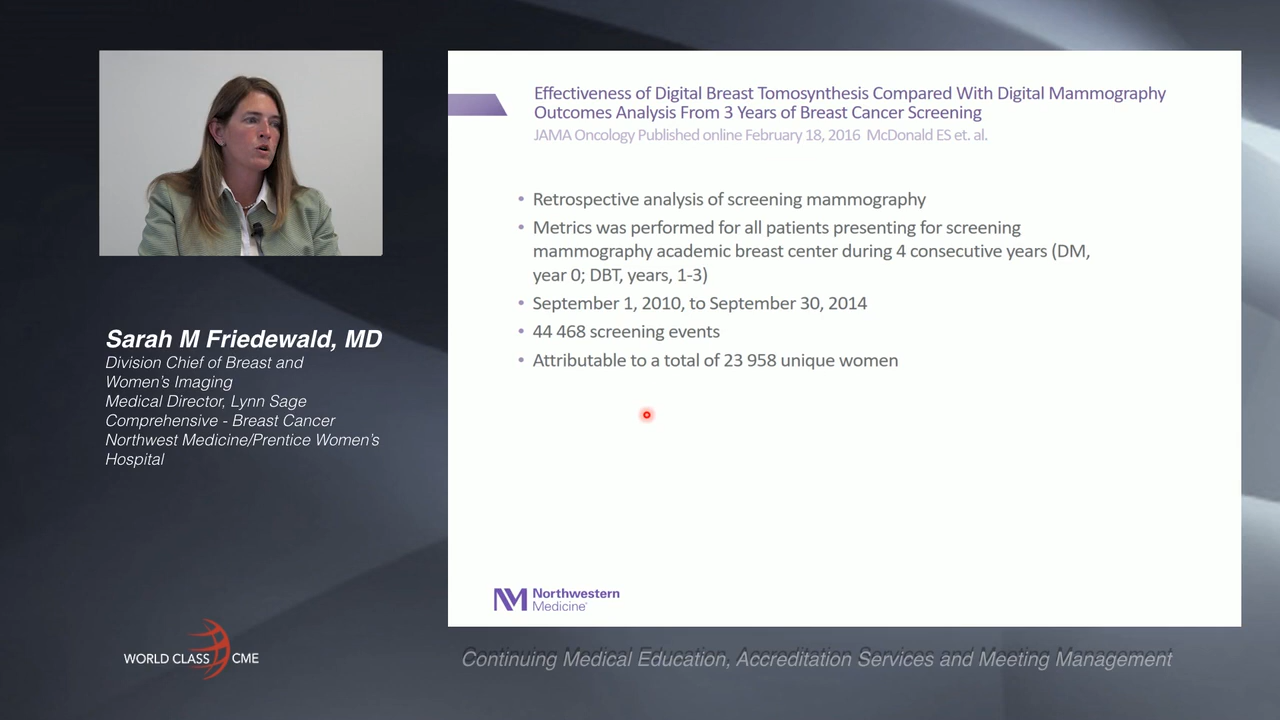 Effectiveness of Digital Breast Tomosynthesis Compared With Digital Mammography
Outcomes Analysis From 3 Years of Breast Cancer Screening
JAMA Oncology Published online February 18, 2016 McDonald ES et. al.
• Retrospective analysis of screening mammography
• Metrics was performed for all patients presenting for screening
mammography academic breast center during 4 consecutive years (DM,
year 0; DBT, years, 1-3)
• September 1, 2010, to September 30, 2014
• 44 468 screening events
• Attributable to a total of 23 958 unique women
Northwestern
Medicine
Sarah M Friedewald, MD
Division Chief of Breast and
Women's Imaging
Medical Director, Lynn Sage
Comprehensive - Breast Cancer
Northwest Medicine/Prentice Women's
Hospital
WORLD CLASS CME
Continuing Medical Education, Accreditation Services and Meeting Management